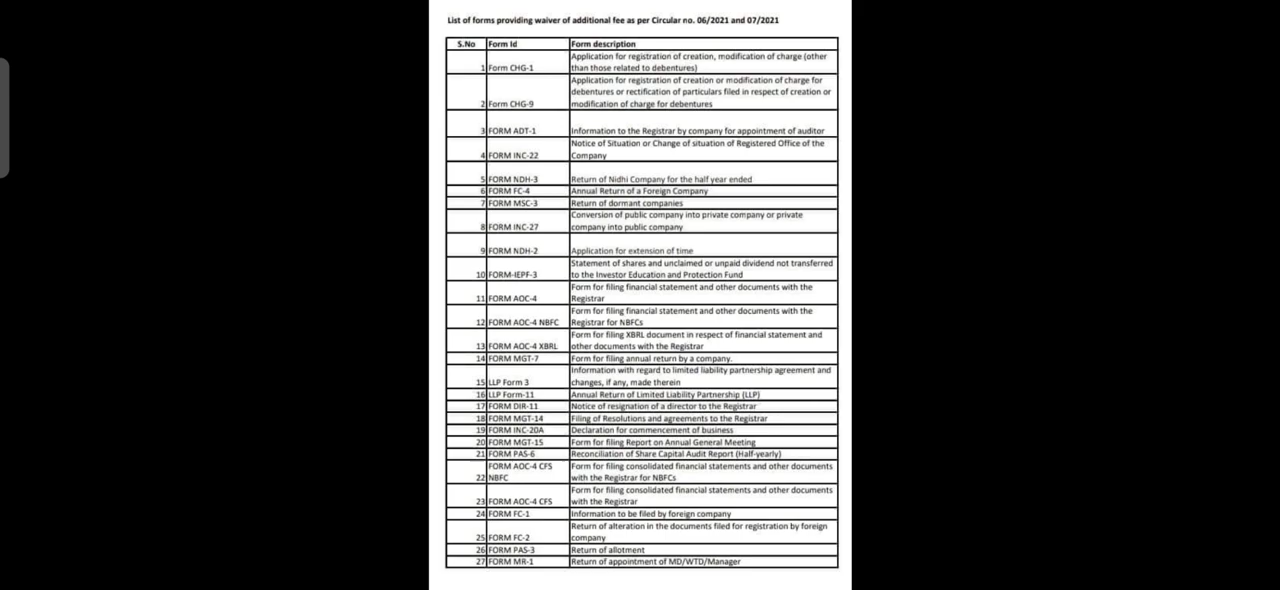 List of forms providing waiver of additional fee as per Circular no. 06/2021 and 07/2021
S.No Form Id Form description
Application for registration of creation, modification of charge (other
1 Form CHG-1 than those related to debentures)
Application for registration of creation or modification of charge for
debentures or rectification of particulars filed in respect of creation or
2 Form CHG-9 modification of charge for debentures
3 FORM ADT-1 Information to the Registrar by company for appointment of auditor
Notice of Situation or Change of situation of Registered Office of the
4 FORM INC-22 Company
5 FORM NDH-3 Return of Nidhi Company for the half year ended
6 FORM FC-4 Annual Return of a Foreign Company
7 FORM MSC-3 Return of dormant companies
Conversion of public company into private company or private
8 FORM INC-27 company into public company
9 FORM NDH-2 Application for extension of time
Statement of shares and unclaimed or unpaid dividend not transferred
10 FORM-IEPF-3 to the Investor Education and Protection Fund
Form for filing financial statement and other documents with the
11 FORM AOC-4 Registrar
Form for filing financial statement and other documents with the
12 FORM AOC-4 NBFC Registrar for NBFCs
Form for filing XBRL document in respect of financial statement and
13 FORM AOC-4 XBRL other documents with the Registrar
14 FORM MGT-7 Form for filing annual return by a company.
Information with regard to limited liability partnership agreement and
15 LLP Form 3 changes, if any, made therein
16 LLP Form-11 Annual Return of Limited Liability Partnership (LLP)
17 FORM DIR-11 Notice of resignation of a director to the Registrar
18 FORM MGT-14 Filing of Resolutions and agreements to the Registrar
19 FORM INC-20A Declaration for commencement of business
20 FORM MGT-15 Form for filing Report on Annual General Meeting
21 FORM PAS-6 Reconciliation of Share Capital Audit Report (Half-yearly)
FORM AOC-4 CFS Form for filing consolidated financial statements and other documents
22 NBFC with the Registrar for NBFCs
Form for filing consolidated financial statements and other documents
23 FORM AOC-4 CFS with the Registrar
24 FORM FC-1 Information to be filed by foreign company
Return of alteration in the documents filed for registration by foreign
25 FORM FC-2 company
26 FORM PAS-3 Return of allotment
27 FORM MR-1 Return of appointment of MD/WTD/Manager